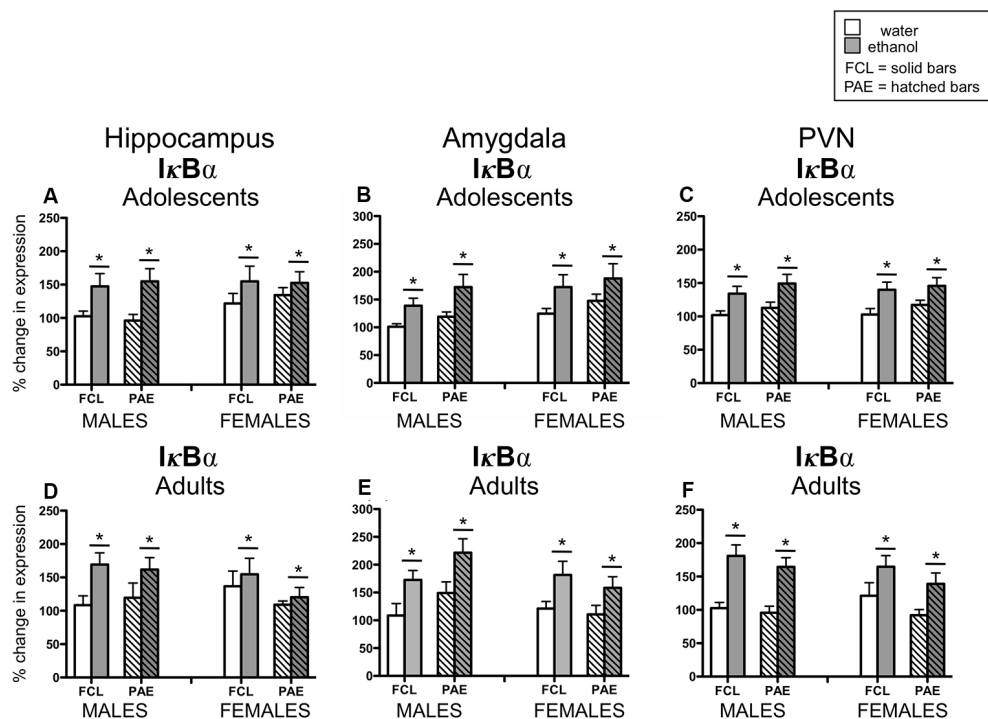 water
ethanol
FCL = solid bars
PAE = hatched bars
Hippocampus
IκBα
A Adolescents
% change in expression
250
200
150
100
50
0
FCL PAE FCL PAE
MALES FEMALES
Amygdala
IκBα
B Adolescents
300
250
200
150
100
50
0
FCL PAE FCL PAE
MALES FEMALES
PVN
IκBα
C Adolescents
250
200
150
100
50
0
FCL PAE FCL PAE
MALES FEMALES
IκBα
D Adults
% change in expression
250
200
150
100
50
0
FCL PAE FCL PAE
MALES FEMALES
IκBα
E Adults
300
250
200
150
100
50
0
FCL PAE FCL PAE
MALES FEMALES
IκBα
F Adults
250
200
150
100
50
0
FCL PAE FCL PAE
MALES FEMALES